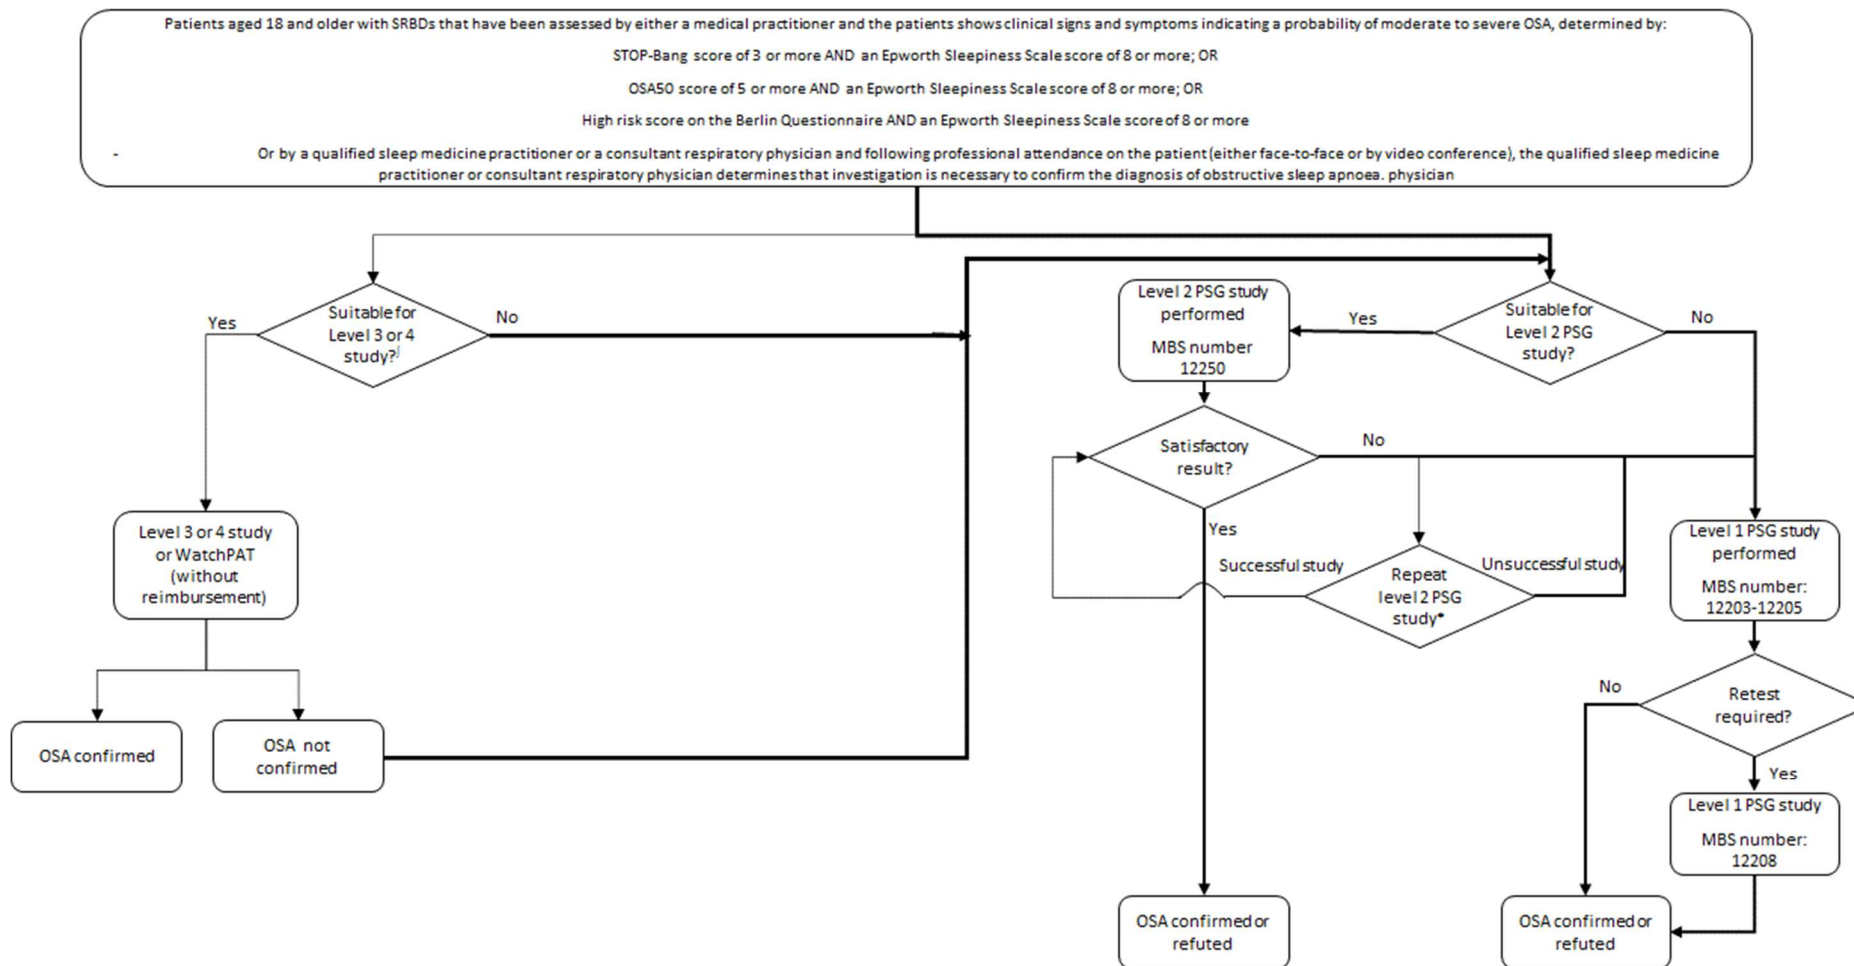 Patients aged 18 and older with SRBDs that have been assessed by either a medical practitioner and the patients shows clinical signs and symptoms indicating a probability of moderate to severe OSA, determined by:
STOP-Bang score of 3 or more AND an Epworth Sleepiness Scale score of 8 or more; OR
OSA50 score of 5 or more AND an Epworth Sleepiness Scale score of 8 or more; OR
High risk score on the Berlin Questionnaire AND an Epworth Sleepiness Scale score of 8 or more
- Or by a qualified sleep medicine practitioner or a consultant respiratory physician and following professional attendance on the patient (either face-to-face or by video conference), the qualified sleep medicine
practitioner or consultant respiratory physician determines that investigation is necessary to confirm the diagnosis of obstructive sleep apnoea. physician
Suitable for
Level 3 or 4
study?j
Yes
No
Level 3 or 4 study
or WatchPAT
(without
reimbursement)
OSA confirmed
OSA not
confirmed
Suitable for
Level 2 PSG
study?
Yes
No
Level 2 PSG study
performed
MBS number
12250
Satisfactory
result?
No
Yes
Successful study
Repeat
level 2 PSG
study*
Unsuccessful study
Level 1 PSG study
performed
MBS number:
12203-12205
Retest
required?
No
Yes
Level 1 PSG study
MBS number:
12208
OSA confirmed or
refuted
OSA confirmed or
refuted